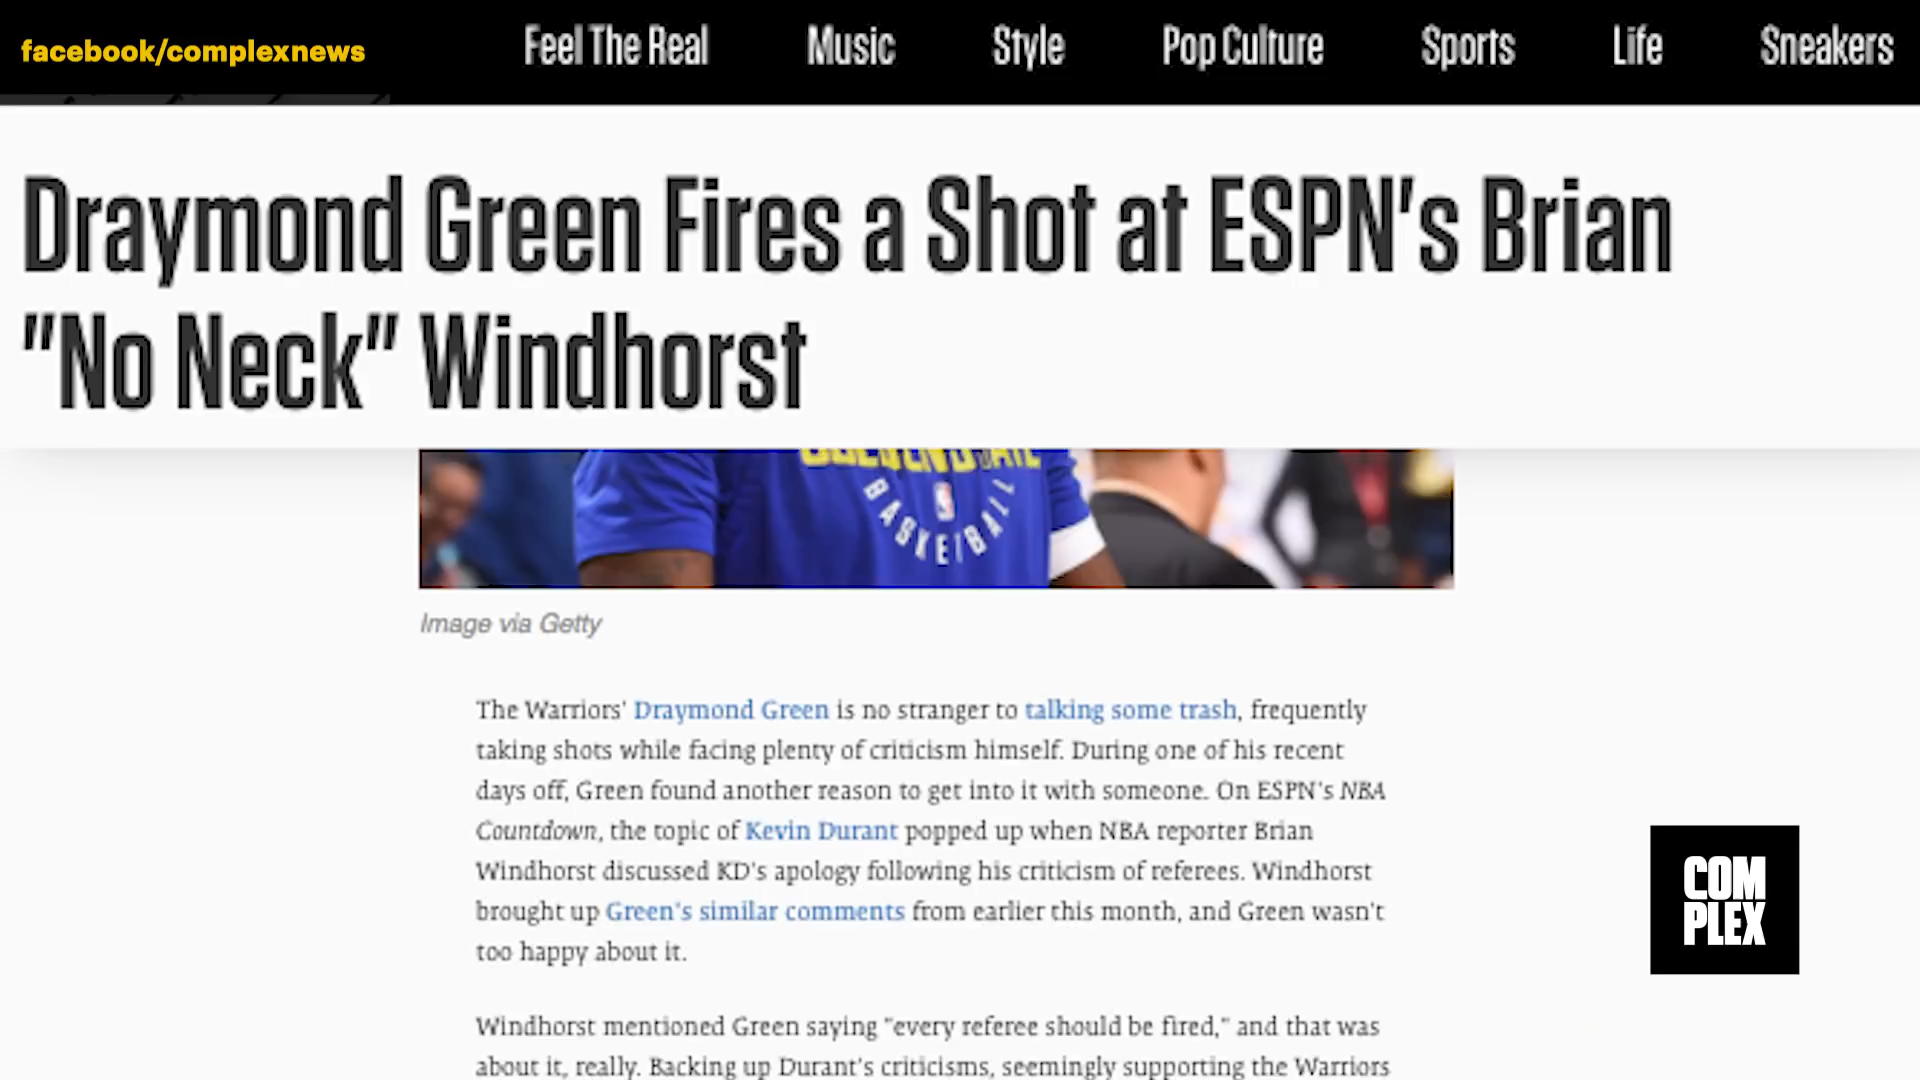 facebook/complexnews
Feel The Real Music Style Pop Culture Sports Life Sneakers
Draymond Green Fires a Shot at ESPN's Brian
"No Neck" Windhorst
BASKETBALL
Image via Getty
The Warriors' Draymond Green is no stranger to talking some trash, frequently
taking shots while facing plenty of criticism himself. During one of his recent
days off, Green found another reason to get into it with someone. On ESPN's NBA
Countdown, the topic of Kevin Durant popped up when NBA reporter Brian
Windhorst discussed KD's apology following his criticism of referees. Windhorst
brought up Green's similar comments from earlier this month, and Green wasn't
too happy about it.
COM
PLEX
Windhorst mentioned Green saying "every referee should be fired," and that was
about it, really. Backing up Durant's criticisms, seemingly supporting the Warriors